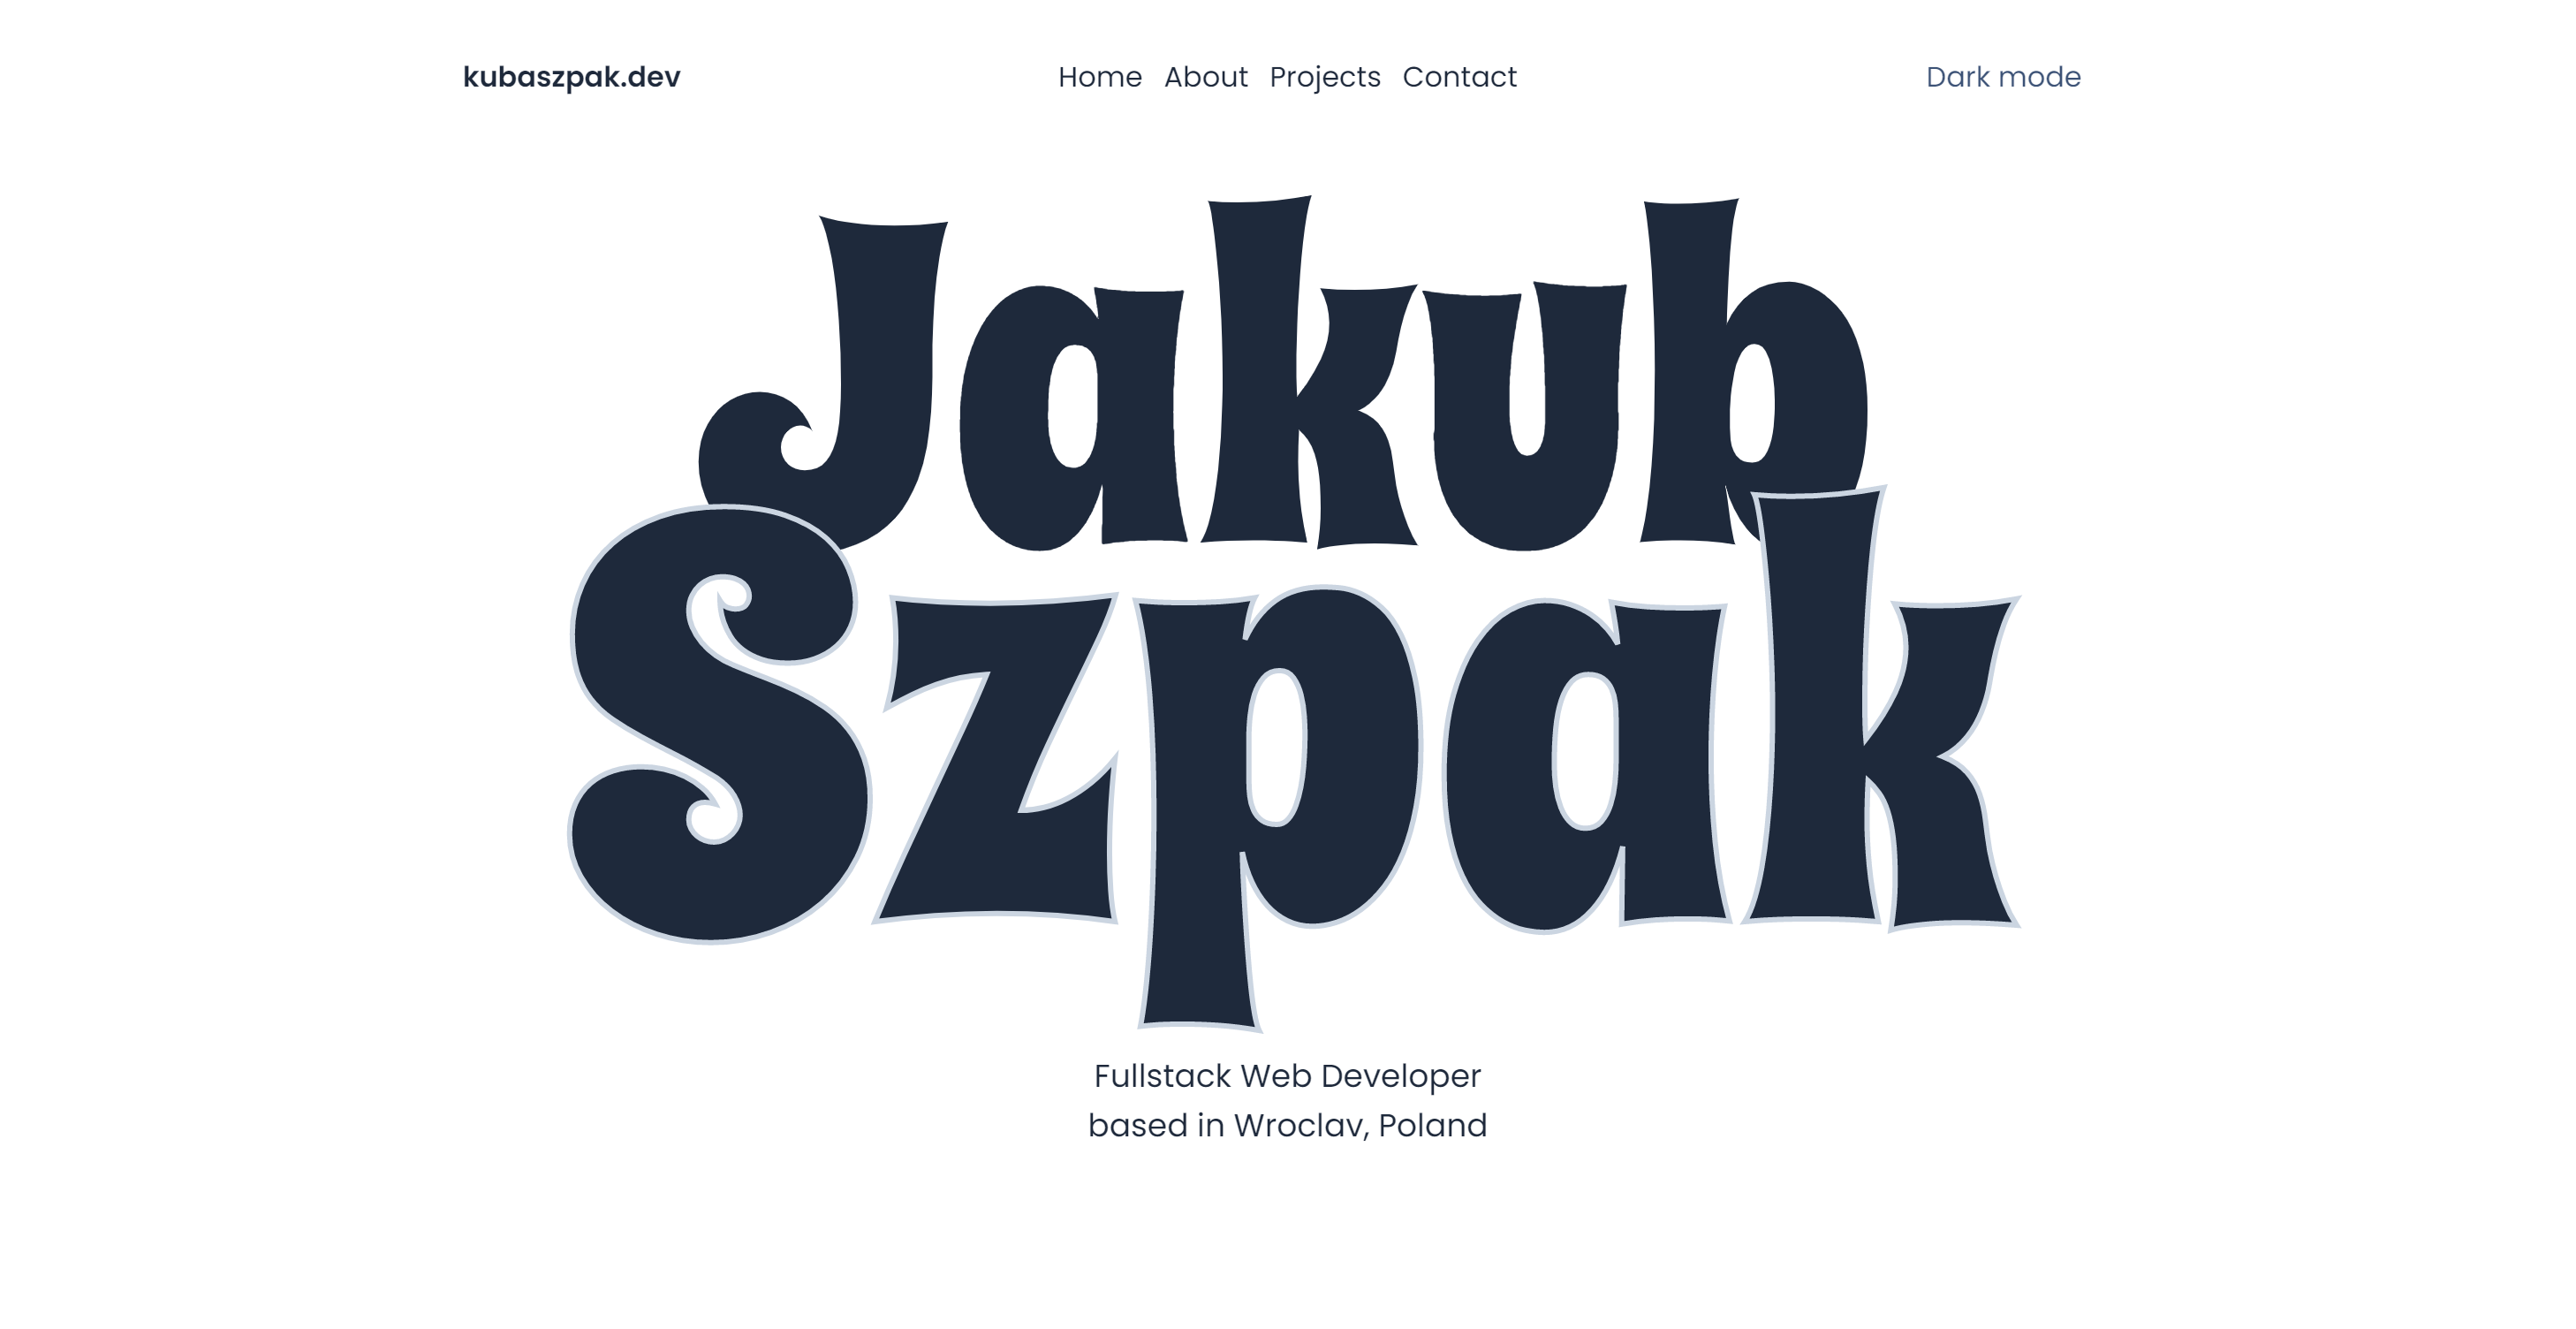 kubaszpak.dev Home About Projects Contact Dark mode
Jakub
Szpak
Fullstack Web Developer
based in Wroclav, Poland